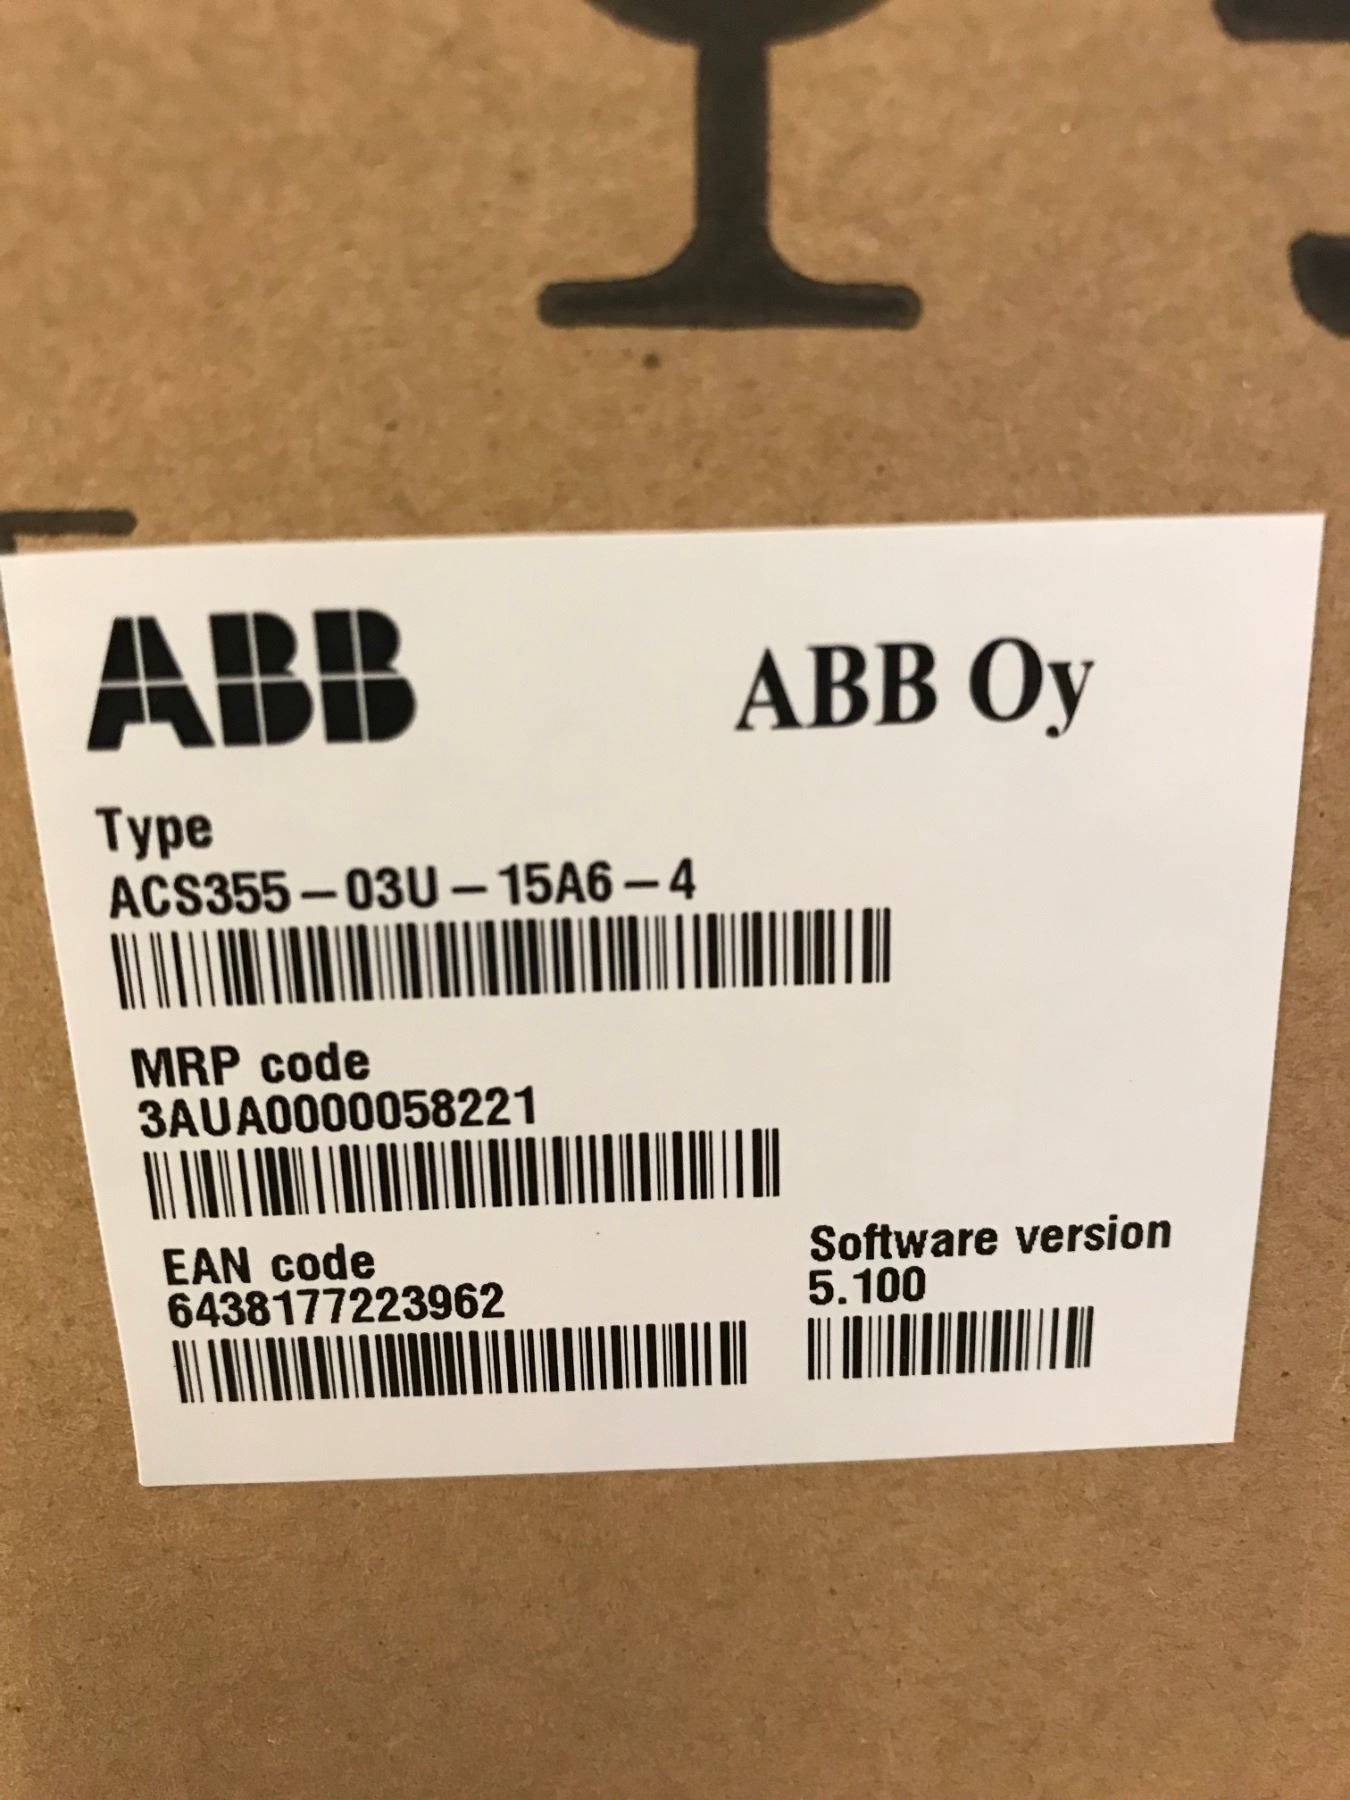 ABB ABB Oy
Type
ACS355-03U-15A6-4
MRP code
3AUA0000058221
EAN code
6438177223962
Software version
5.100